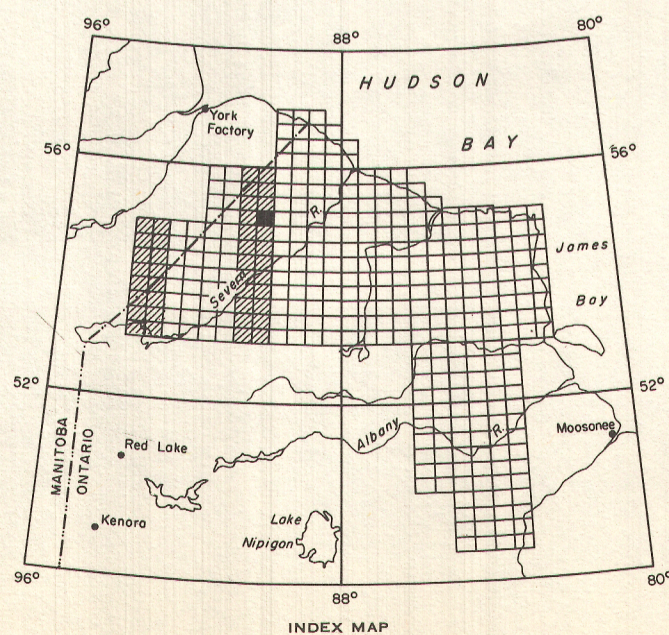 96°
88°
80°
HUDSON
BAY
York
Factory
56°
56°
R.
Severn
James
Bay
52°
52°
MANITOBA
ONTARIO
Red Lake
Albany
R.
Moosonee
Kenora
Lake
Nipigon
96°
88°
80°
INDEX MAP